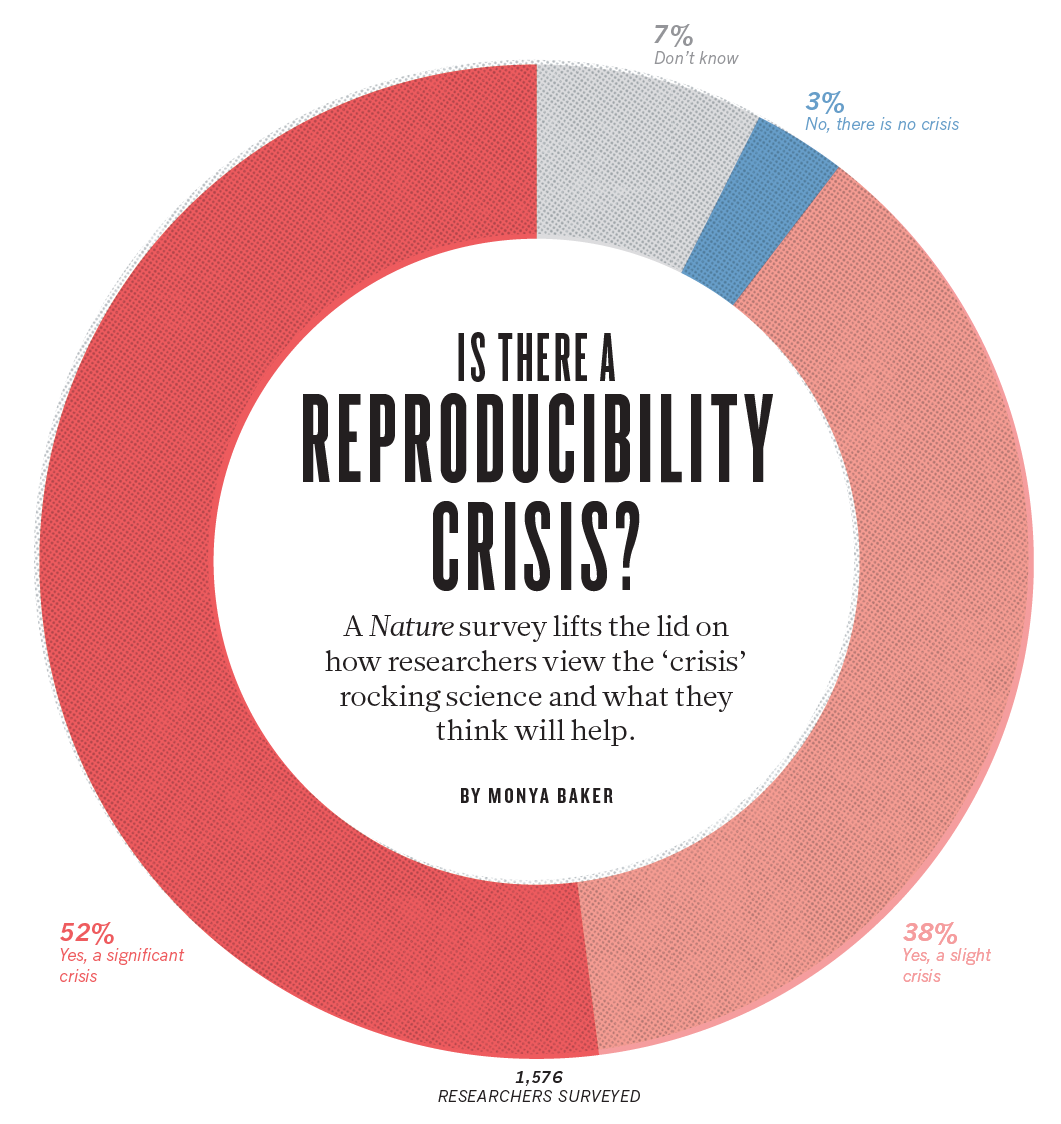 7%
Don’t know
3%
No, there is no crisis
IS THERE A
REPRODUCIBILITY
CRISIS?
A Nature survey lifts the lid on
how researchers view the ‘crisis’
rocking science and what they
think will help.
BY MONYA BAKER
52%
Yes, a significant
crisis
38%
Yes, a slight
crisis
1,576
RESEARCHERS SURVEYED